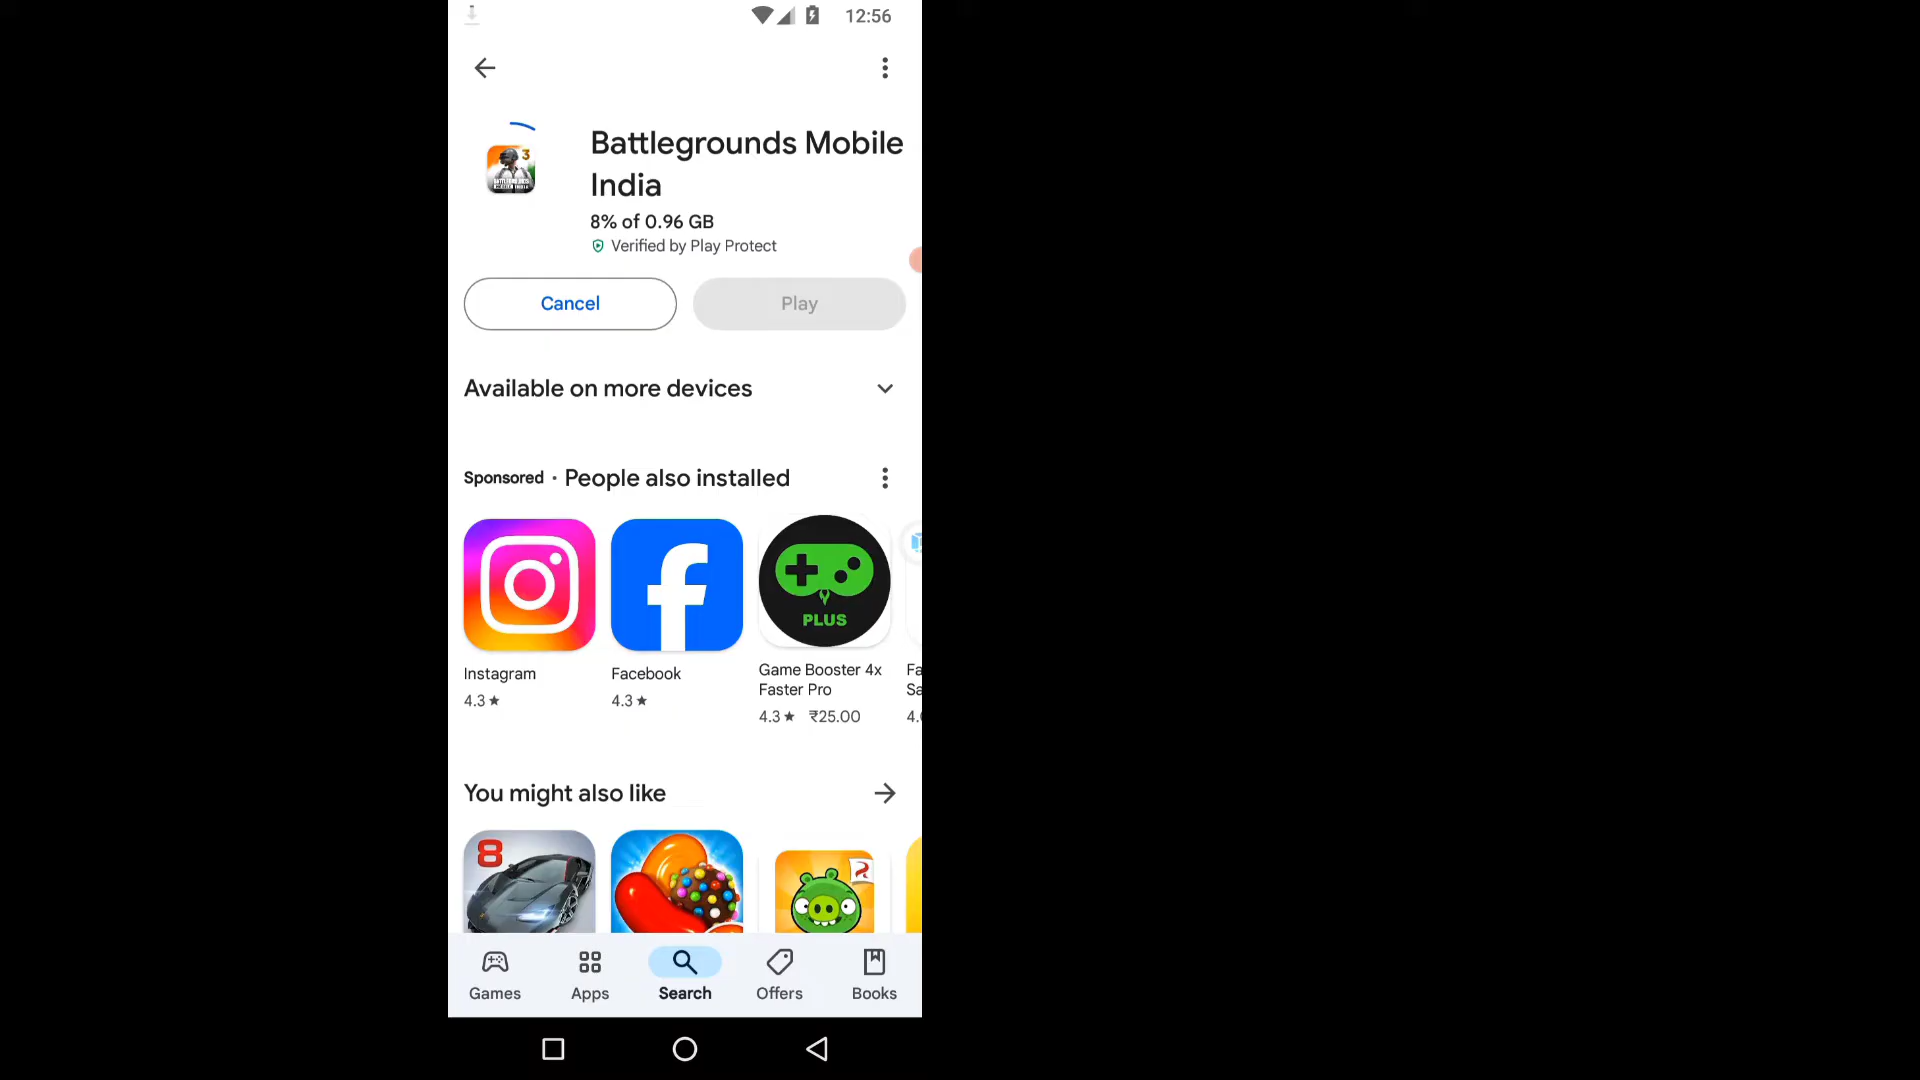 12:56
Battlegrounds Mobile
India
8% of 0.96 GB
Verified by Play Protect
Cancel
Play
Available on more devices
Sponsored • People also installed
PLUS
Instagram
Facebook
Game Booster 4x
Faster Pro
Fa
Sa
4.3 ★
4.3 ★
4.3 ★ ₹25.00
You might also like
8
Games
Apps
Search
Offers
Books